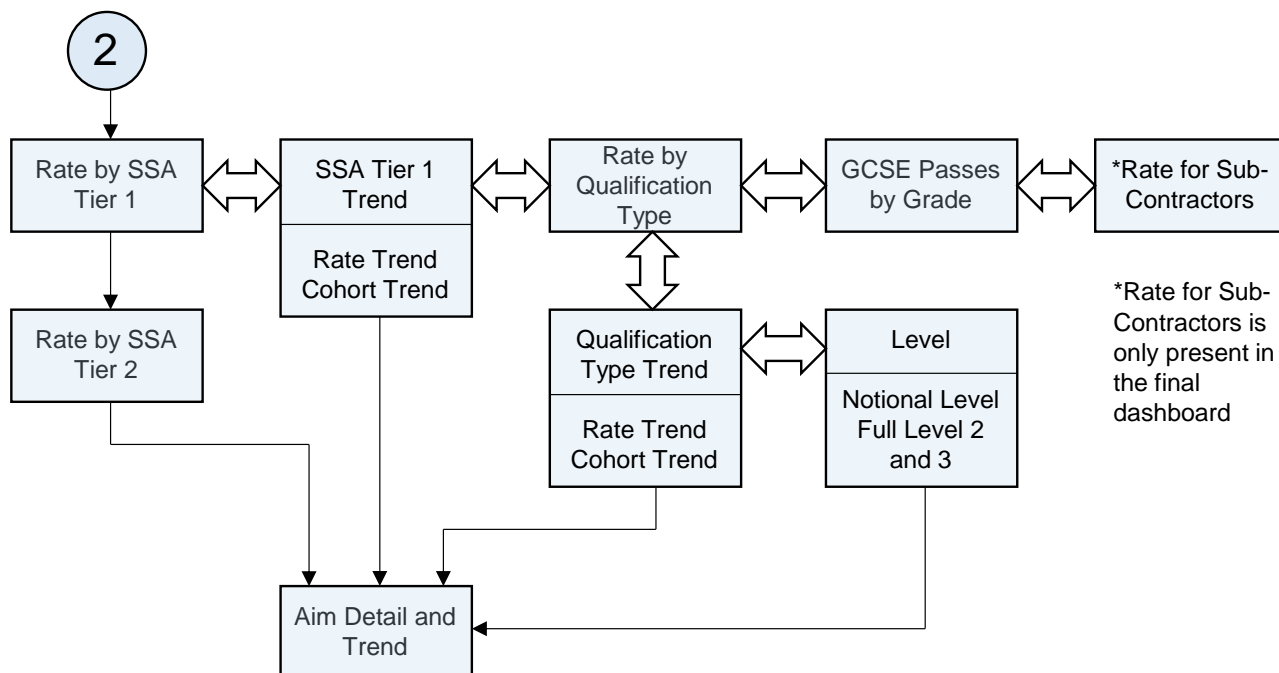 2
Rate by SSA
Tier 1
SSA Tier 1
Trend
Rate Trend
Cohort Trend
Rate by
Qualification
Type
GCSE Passes
by Grade
*Rate for Sub-
Contractors
Rate by SSA
Tier 2
Qualification
Type Trend
Rate Trend
Cohort Trend
Level
Notional Level
Full Level 2
and 3
*Rate for Sub-
Contractors is
only present in
the final
dashboard
Aim Detail and
Trend